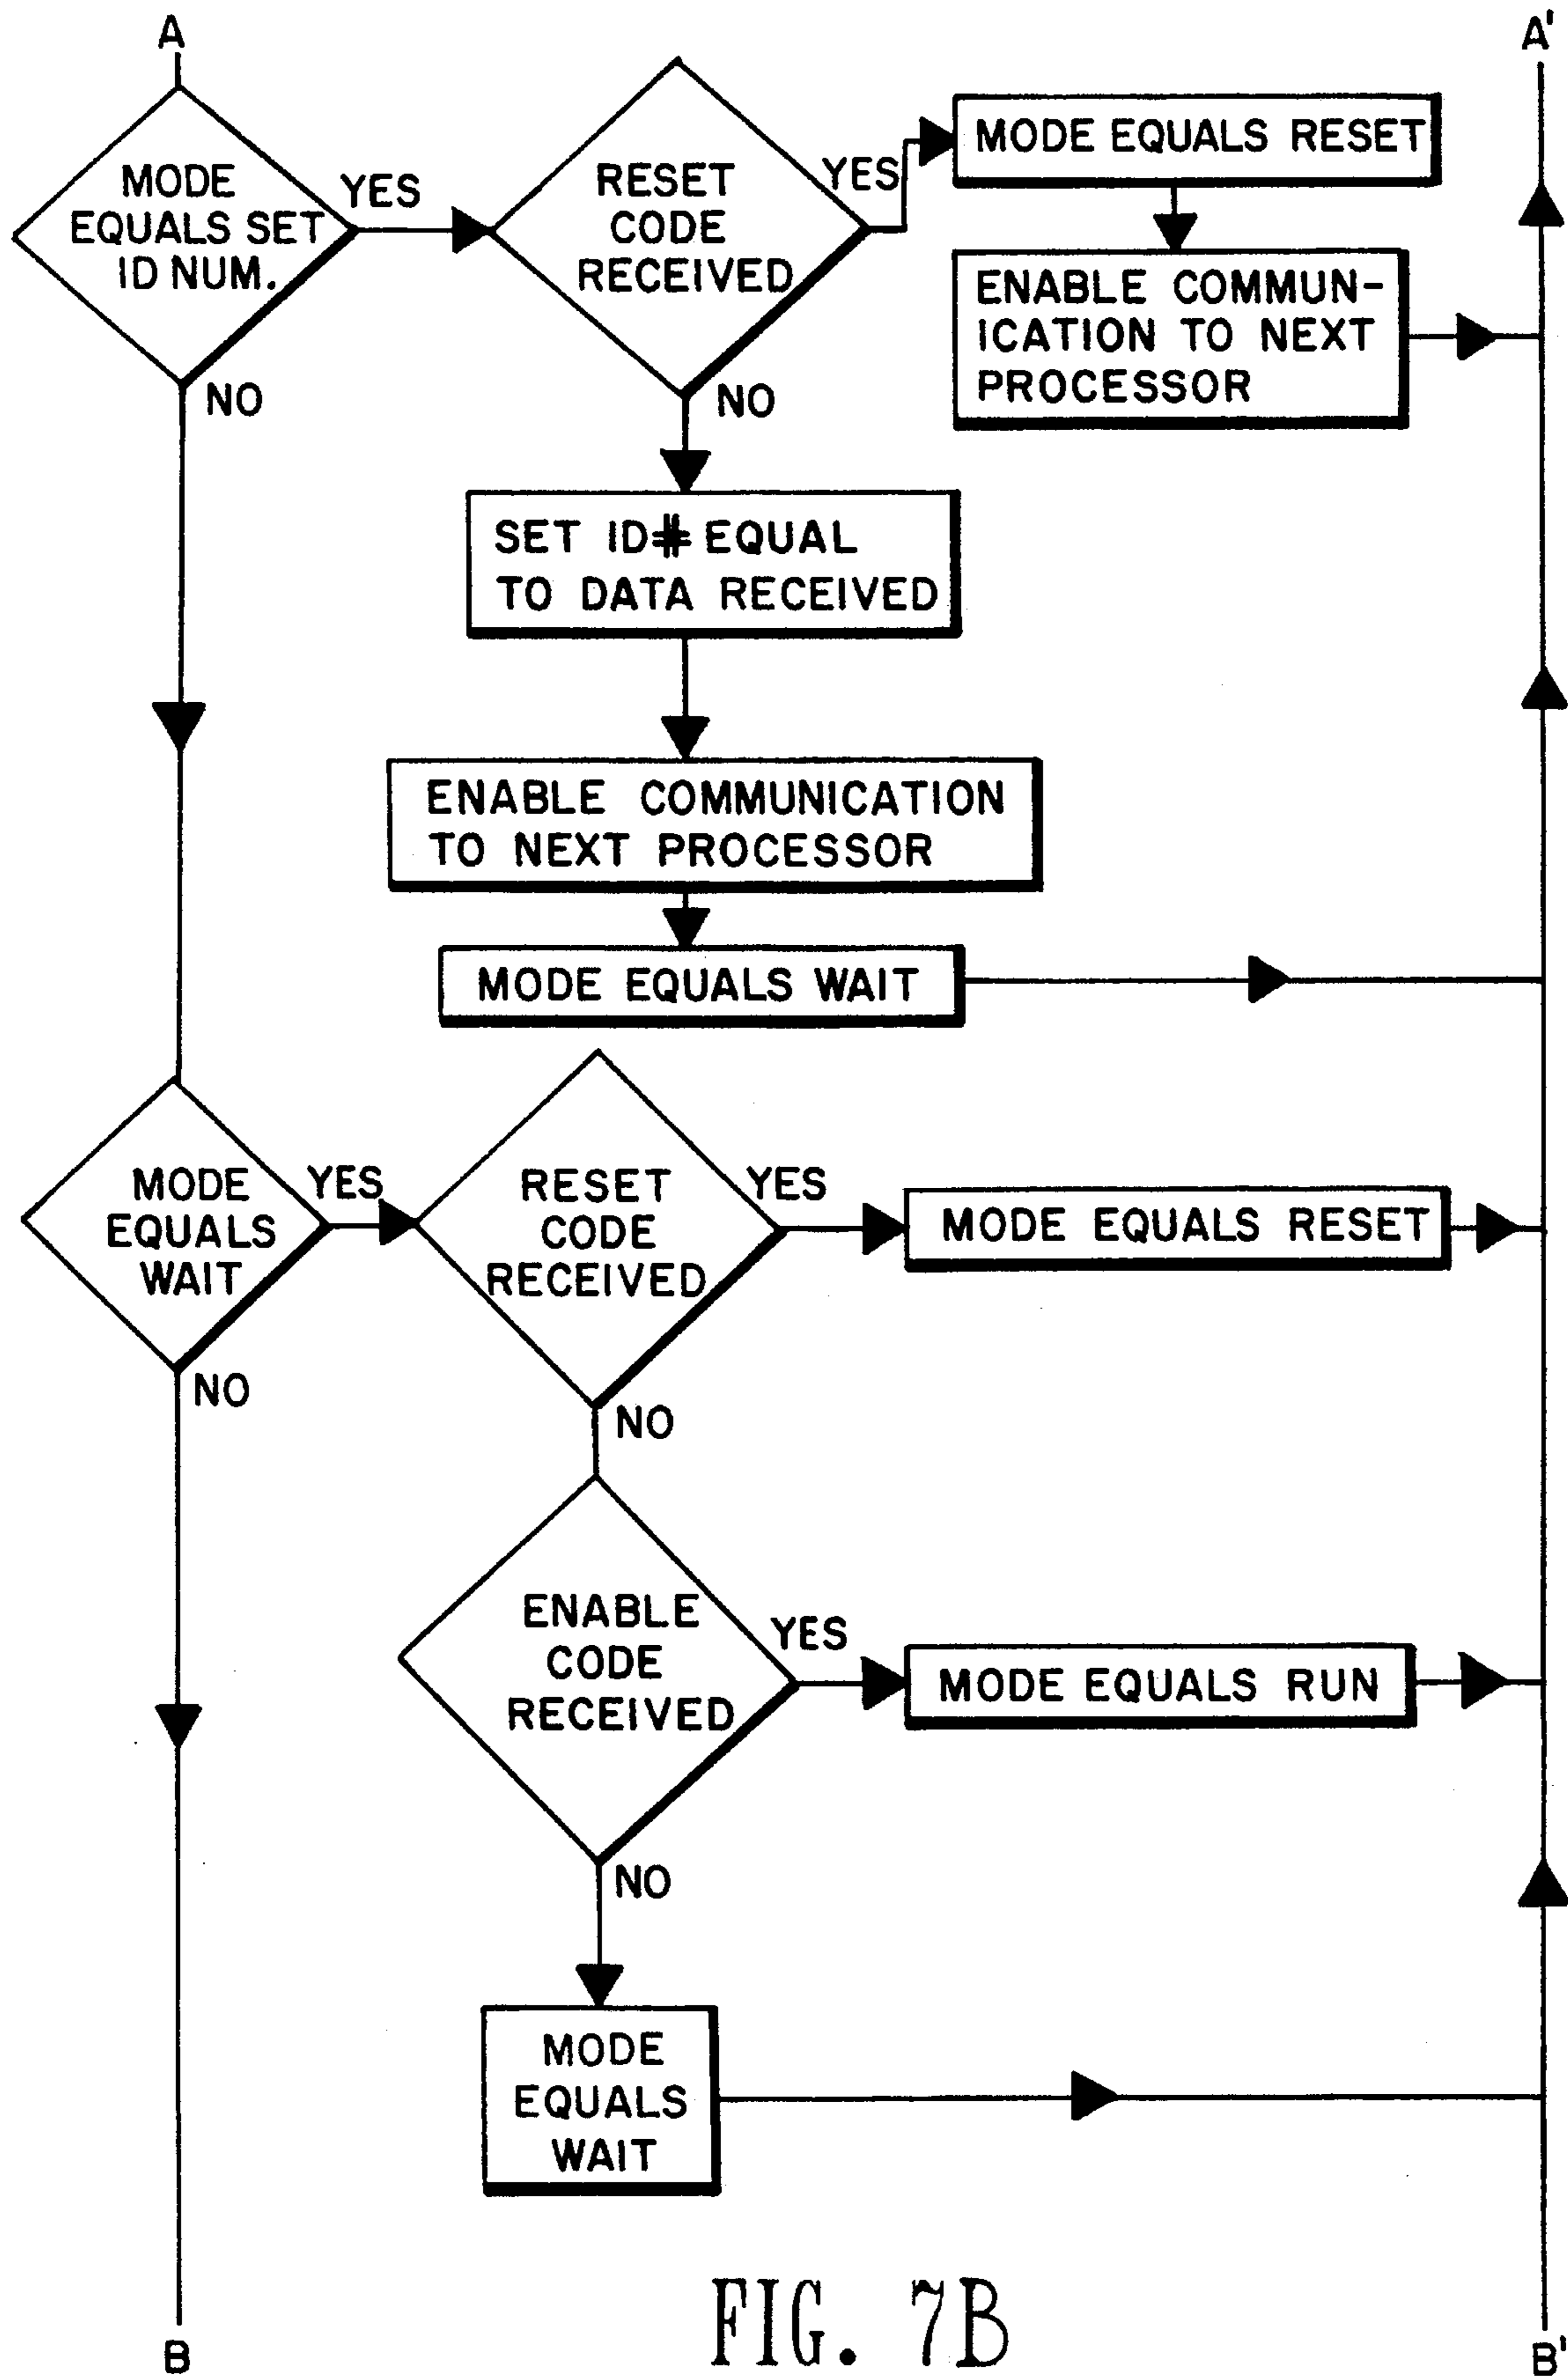 A
A'
MODE
EQUALS SET
ID NUM.
YES
NO
RESET
CODE
RECEIVED
YES
NO
MODE EQUALS RESET
ENABLE COMMUN-
ICATION TO NEXT
PROCESSOR
SET ID# EQUAL
TO DATA RECEIVED
ENABLE COMMUNICATION
TO NEXT PROCESSOR
MODE EQUALS WAIT
MODE
EQUALS
WAIT
YES
NO
RESET
CODE
RECEIVED
YES
NO
MODE EQUALS RESET
ENABLE
CODE
RECEIVED
YES
NO
MODE EQUALS RUN
MODE
EQUALS
WAIT
B
B'
FIG. 7B